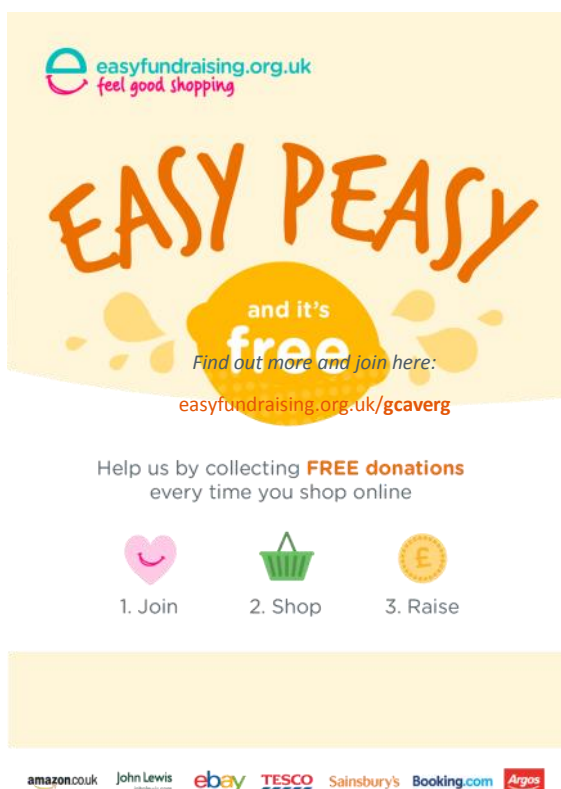 easyfundraising.org.uk
feel good shopping
EASY PEASY
and it's
free
Find out more and join here:
easyfundraising.org.uk/gcaverg
Help us by collecting FREE donations
every time you shop online
1. Join
2. Shop
3. Raise
£
amazon.co.uk John Lewis ebay TESCO Sainsbury's Booking.com Argos